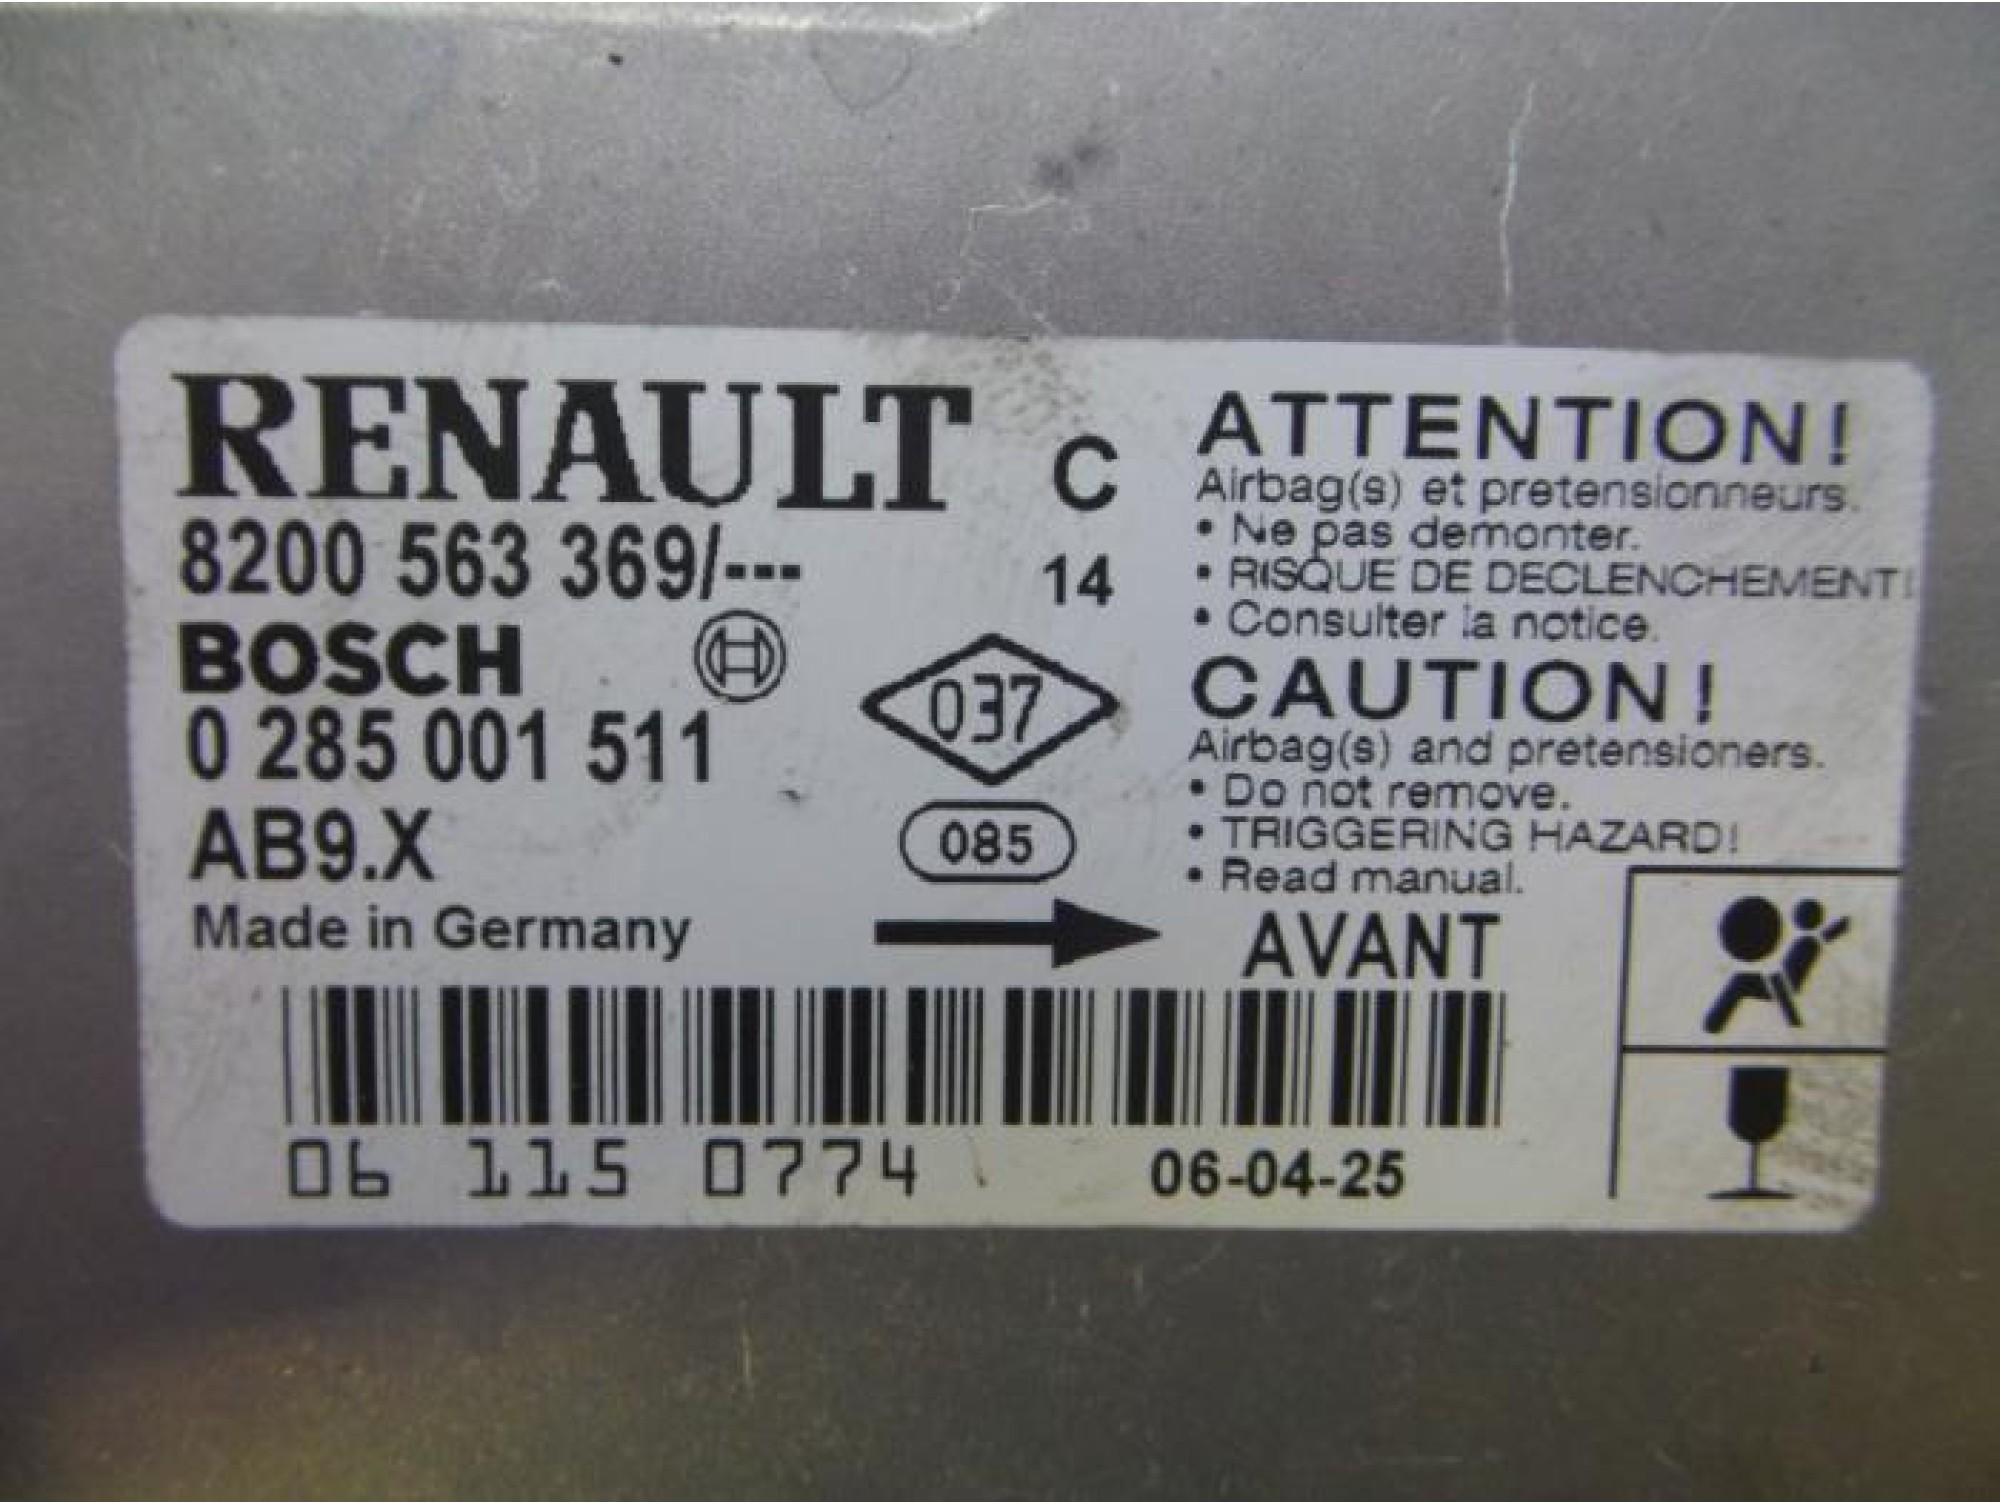 RENAULT
C
8200 563 369/---
14
BOSCH
0 285 001 511
037
AB9.X
085
Made in Germany
ATTENTION!
Airbag(s) et pretensionneurs.
• Ne pas demonter.
• RISQUE DE DECLENCHEMENT!
• Consulter la notice.
CAUTION!
Airbag(s) and pretensioners.
• Do not remove.
• TRIGGERING HAZARD!
• Read manual.
AVANT
06 115 0774
06-04-25